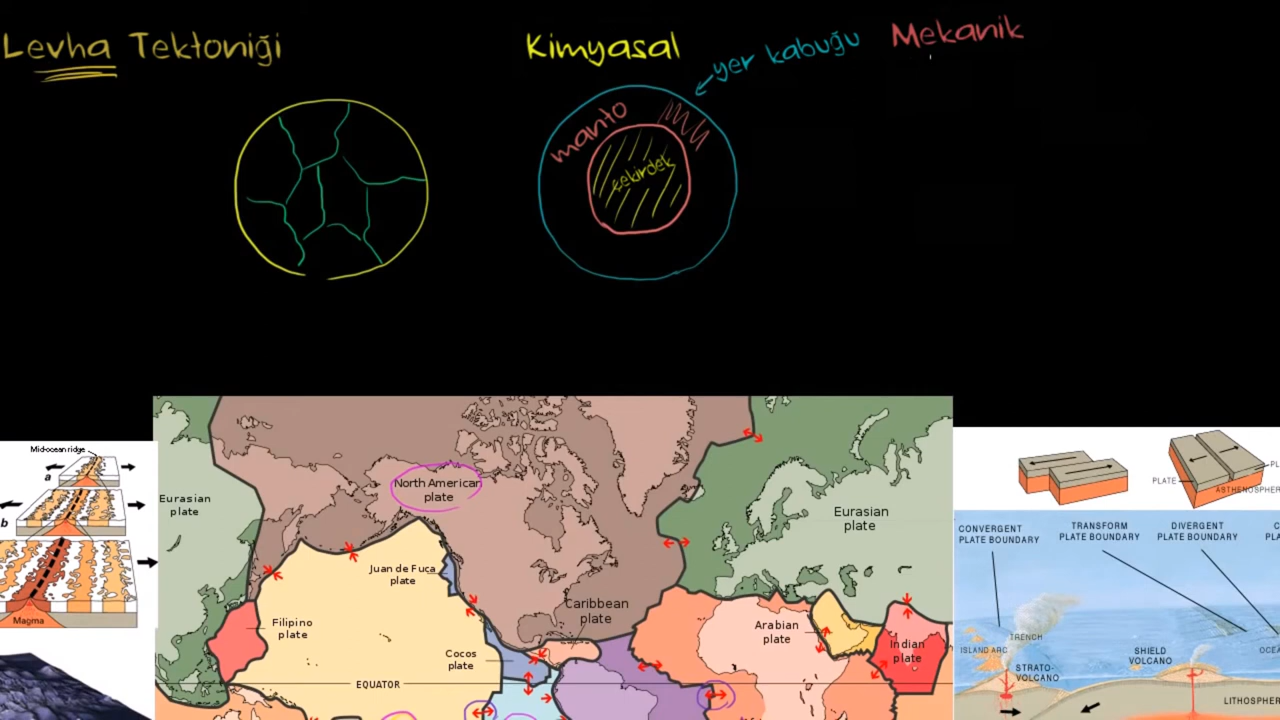 Levha Tektoniği
Kimyasal
Mekanik
yer kabuğu
manto
çekirdek
Mid-ocean ridge
a
b
Magma
Eurasian
plate
North American
plate
Juan de Fuca
plate
Filipino
plate
Cocos
plate
Caribbean
plate
EQUATOR
Eurasian
plate
Arabian
plate
Indian
plate
PLATE
ASTHENOSPHER
CONVERGENT
PLATE BOUNDARY
TRANSFORM
PLATE BOUNDARY
DIVERGENT
PLATE BOUNDARY
TRENCH
ISLAND ARC
STRATO-
VOLCANO
SHIELD
VOLCANO
LITHOSPHER